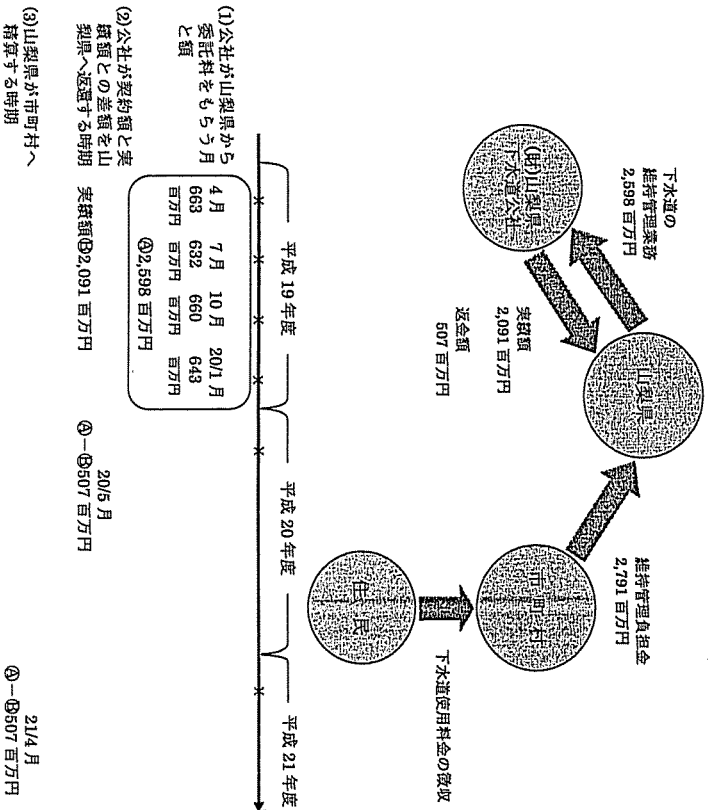 下水道の
維持管理業務
2,598 百万円
(財)山梨県
下水道公社
実績額
2,091 百万円
返金額
507 百万円
山梨県
維持管理負担金
2,791 百万円
市町村
下水道使用料金の徴収
住民
平成 19 年度
平成 20 年度
平成 21 年度
(1)公社が山梨県から
委託料をもらう月
と額
4 月 7 月 10 月 20/1 月
663 632 660 643
百万円 百万円 百万円 百万円
Ⓐ2,598 百万円
(2)公社が契約額と実
績額との差額を山
梨県へ返還する時期
実績額Ⓑ2,091 百万円
20/5 月
Ⓐ－Ⓑ507 百万円
(3)山梨県が市町村へ
精算する時期
21/4 月
Ⓐ－Ⓑ507 百万円